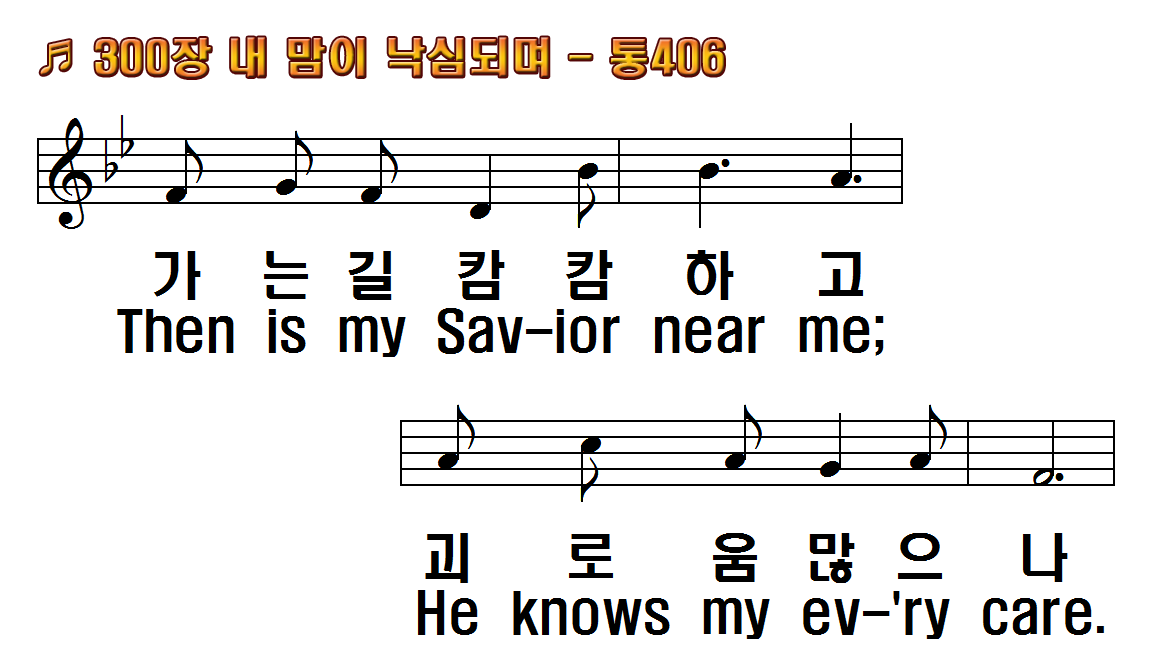 ♬ 300장 내 맘이 낙심되며 - 통406
가 는 길 캄 캄 하 고
Then is my Sav-ior near me;
괴 로 움 많 으 나
He knows my ev-'ry care.